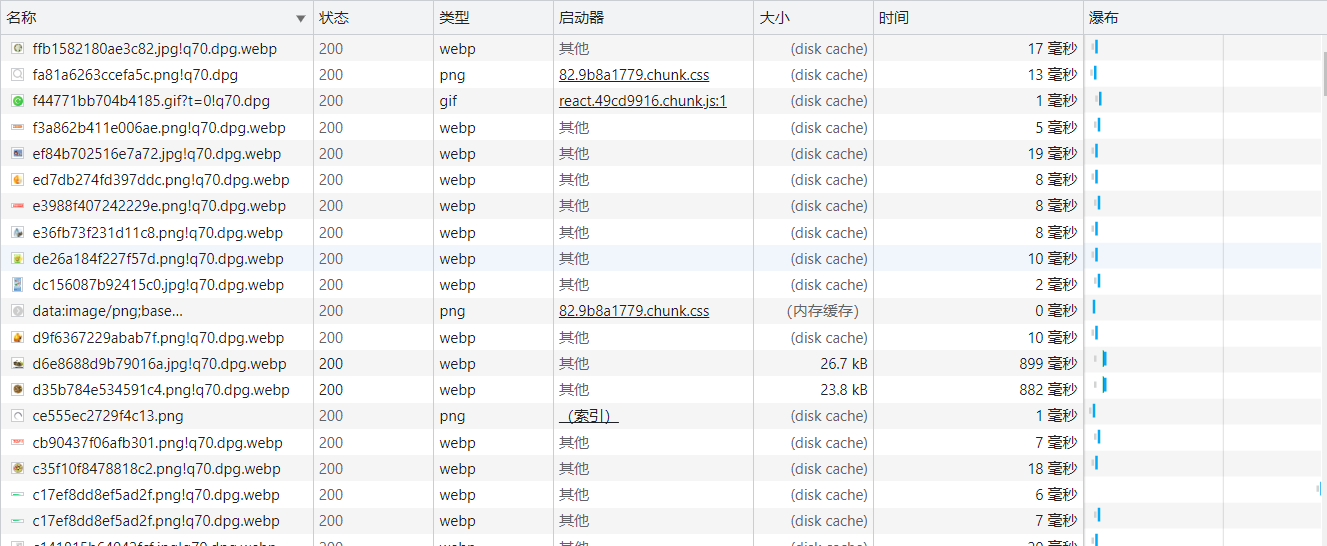 名称 状态 类型 启动器 大小 时间 瀑布
ffb1582180ae3c82.jpg!q70.dpg.webp 200 webp 其他 (disk cache) 17 毫秒
fa81a6263ccefa5c.png!q70.dpg 200 png 82.9b8a1779.chunk.css (disk cache) 13 毫秒
f44771bb704b4185.gif?t=0!q70.dpg 200 gif react.49cd9916.chunk.js:1 (disk cache) 1 毫秒
f3a862b411e006ae.png!q70.dpg.webp 200 webp 其他 (disk cache) 5 毫秒
ef84b702516e7a72.jpg!q70.dpg.webp 200 webp 其他 (disk cache) 19 毫秒
ed7db274fd397ddc.png!q70.dpg.webp 200 webp 其他 (disk cache) 8 毫秒
e3988f407242229e.png!q70.dpg.webp 200 webp 其他 (disk cache) 8 毫秒
e36fb73f231d11c8.png!q70.dpg.webp 200 webp 其他 (disk cache) 8 毫秒
de26a184f227f57d.png!q70.dpg.webp 200 webp 其他 (disk cache) 10 毫秒
dc156087b92415c0.jpg!q70.dpg.webp 200 webp 其他 (disk cache) 2 毫秒
data:image/png;base... 200 png 82.9b8a1779.chunk.css (内存缓存) 0 毫秒
d9f6367229abab7f.png!q70.dpg.webp 200 webp 其他 (disk cache) 10 毫秒
d6e8688d9b79016a.jpg!q70.dpg.webp 200 webp 其他 26.7 kB 899 毫秒
d35b784e534591c4.png!q70.dpg.webp 200 webp 其他 23.8 kB 882 毫秒
ce555ec2729f4c13.png 200 png （索引） (disk cache) 1 毫秒
cb90437f06afb301.png!q70.dpg.webp 200 webp 其他 (disk cache) 7 毫秒
c35f10f8478818c2.png!q70.dpg.webp 200 webp 其他 (disk cache) 18 毫秒
c17ef8dd8ef5ad2f.png!q70.dpg.webp 200 webp 其他 (disk cache) 6 毫秒
c17ef8dd8ef5ad2f.png!q70.dpg.webp 200 webp 其他 (disk cache) 7 毫秒
200 webp 其他 (disk cache) 毫秒